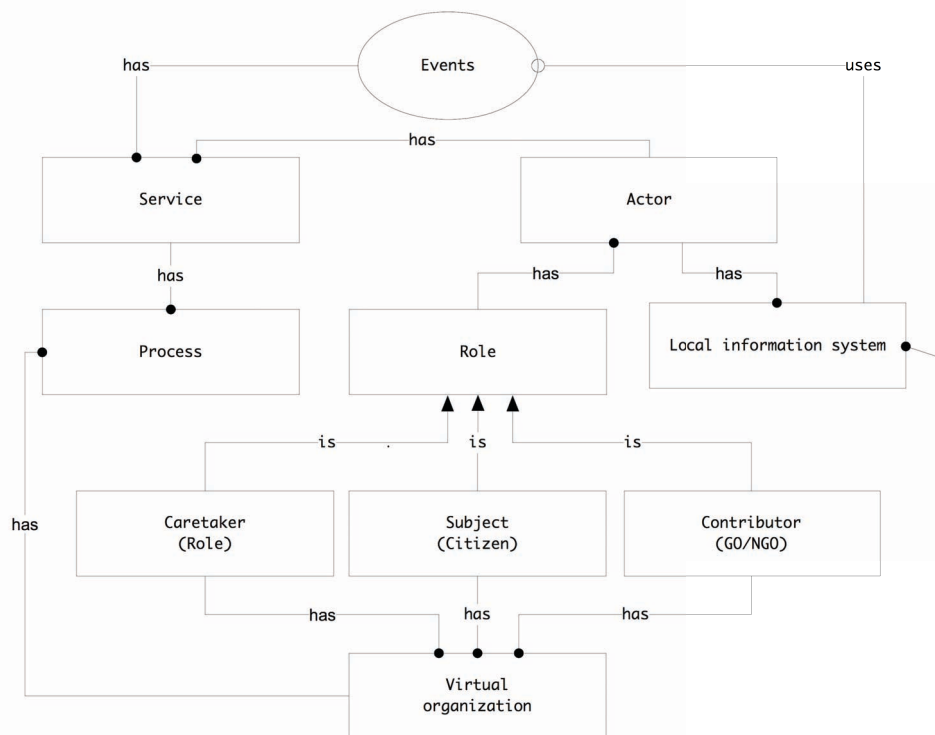 Events
has
uses
has
Service
Actor
has
has
has
Process
Role
Local information system
is
is
is
Caretaker
(Role)
Subject
(Citizen)
Contributor
(GO/NGO)
has
has
has
has
Virtual
organization